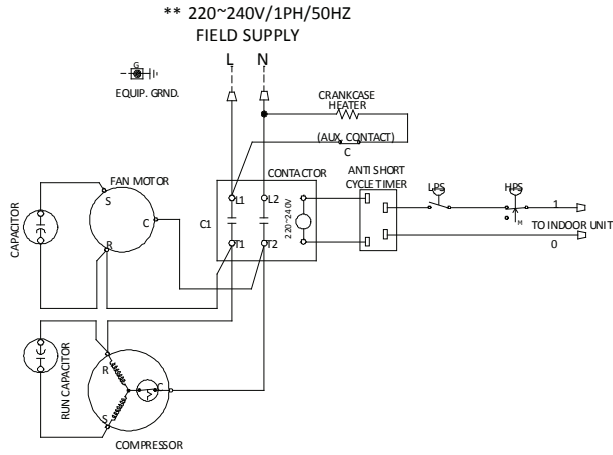 ** 220~240V/1PH/50HZ
FIELD SUPPLY
L N
G
EQUIP. GRND.
CRANKCASE
HEATER
(AUX. CONTACT)
C
FAN MOTOR
CONTACTOR
ANTI SHORT
CYCLE TIMER
LPS
HPS
S
L1
L2
CAPACITOR
C
C1
220~240V
1
M
TO INDOOR UNIT
0
R
T1
T2
RUN CAPACITOR
R
C
S
COMPRESSOR